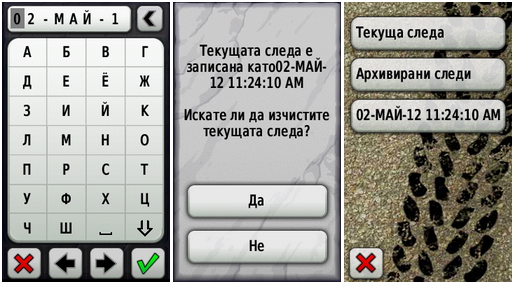 02-МАЙ-1
А Б В Г
Д Е Ё Ж
З И Й К
Л М Н О
П Р С Т
У Ф Х Ц
Ч Ш
Текущата следа е
записана като02-МАЙ-
12 11:24:10 AM
Искате ли да изчистите
текущата следа?
Да
Не
Текуща следа
Архивирани следи
02-МАЙ-12 11:24:10 AM